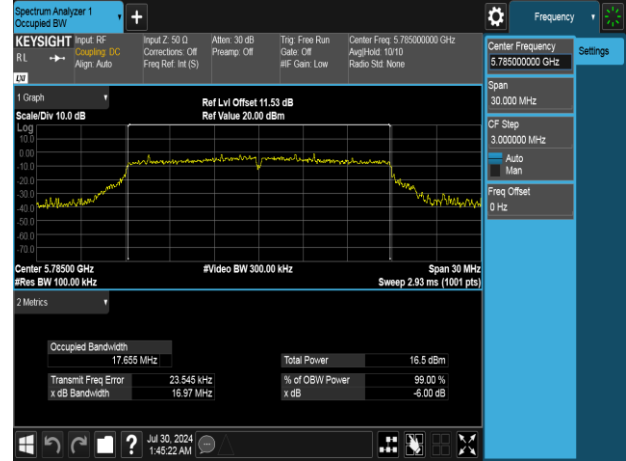 Spectrum Analyzer 1
Occupied BW
Frequency
KEYSIGHT
RL
LXI
Input: RF
Coupling: DC
Align: Auto
Input Z: 50 Ω
Corrections: Off
Freq Ref: Int (S)
Atten: 30 dB
Preamp: Off
Trig: Free Run
Gate: Off
#IF Gain: Low
Center Freq: 5.785000000 GHz
Avg|Hold: 10/10
Radio Std: None
Center Frequency
5.785000000 GHz
Settings
Span
30.000 MHz
CF Step
3.000000 MHz
Auto
Man
Freq Offset
0 Hz
1 Graph
Scale/Div 10.0 dB
Ref Lvl Offset 11.53 dB
Ref Value 20.00 dBm
Log
10.0
0.00
-10.0
-20.0
-30.0
-40.0
-50.0
-60.0
-70.0
Center 5.78500 GHz
#Video BW 300.00 kHz
Span 30 MHz
#Res BW 100.00 kHz
Sweep 2.93 ms (1001 pts)
2 Metrics
Occupied Bandwidth
17.655 MHz
Total Power 16.5 dBm
Transmit Freq Error 23.545 kHz
% of OBW Power 99.00 %
x dB Bandwidth 16.97 MHz
x dB -6.00 dB
?
Jul 30, 2024
1:45:22 AM